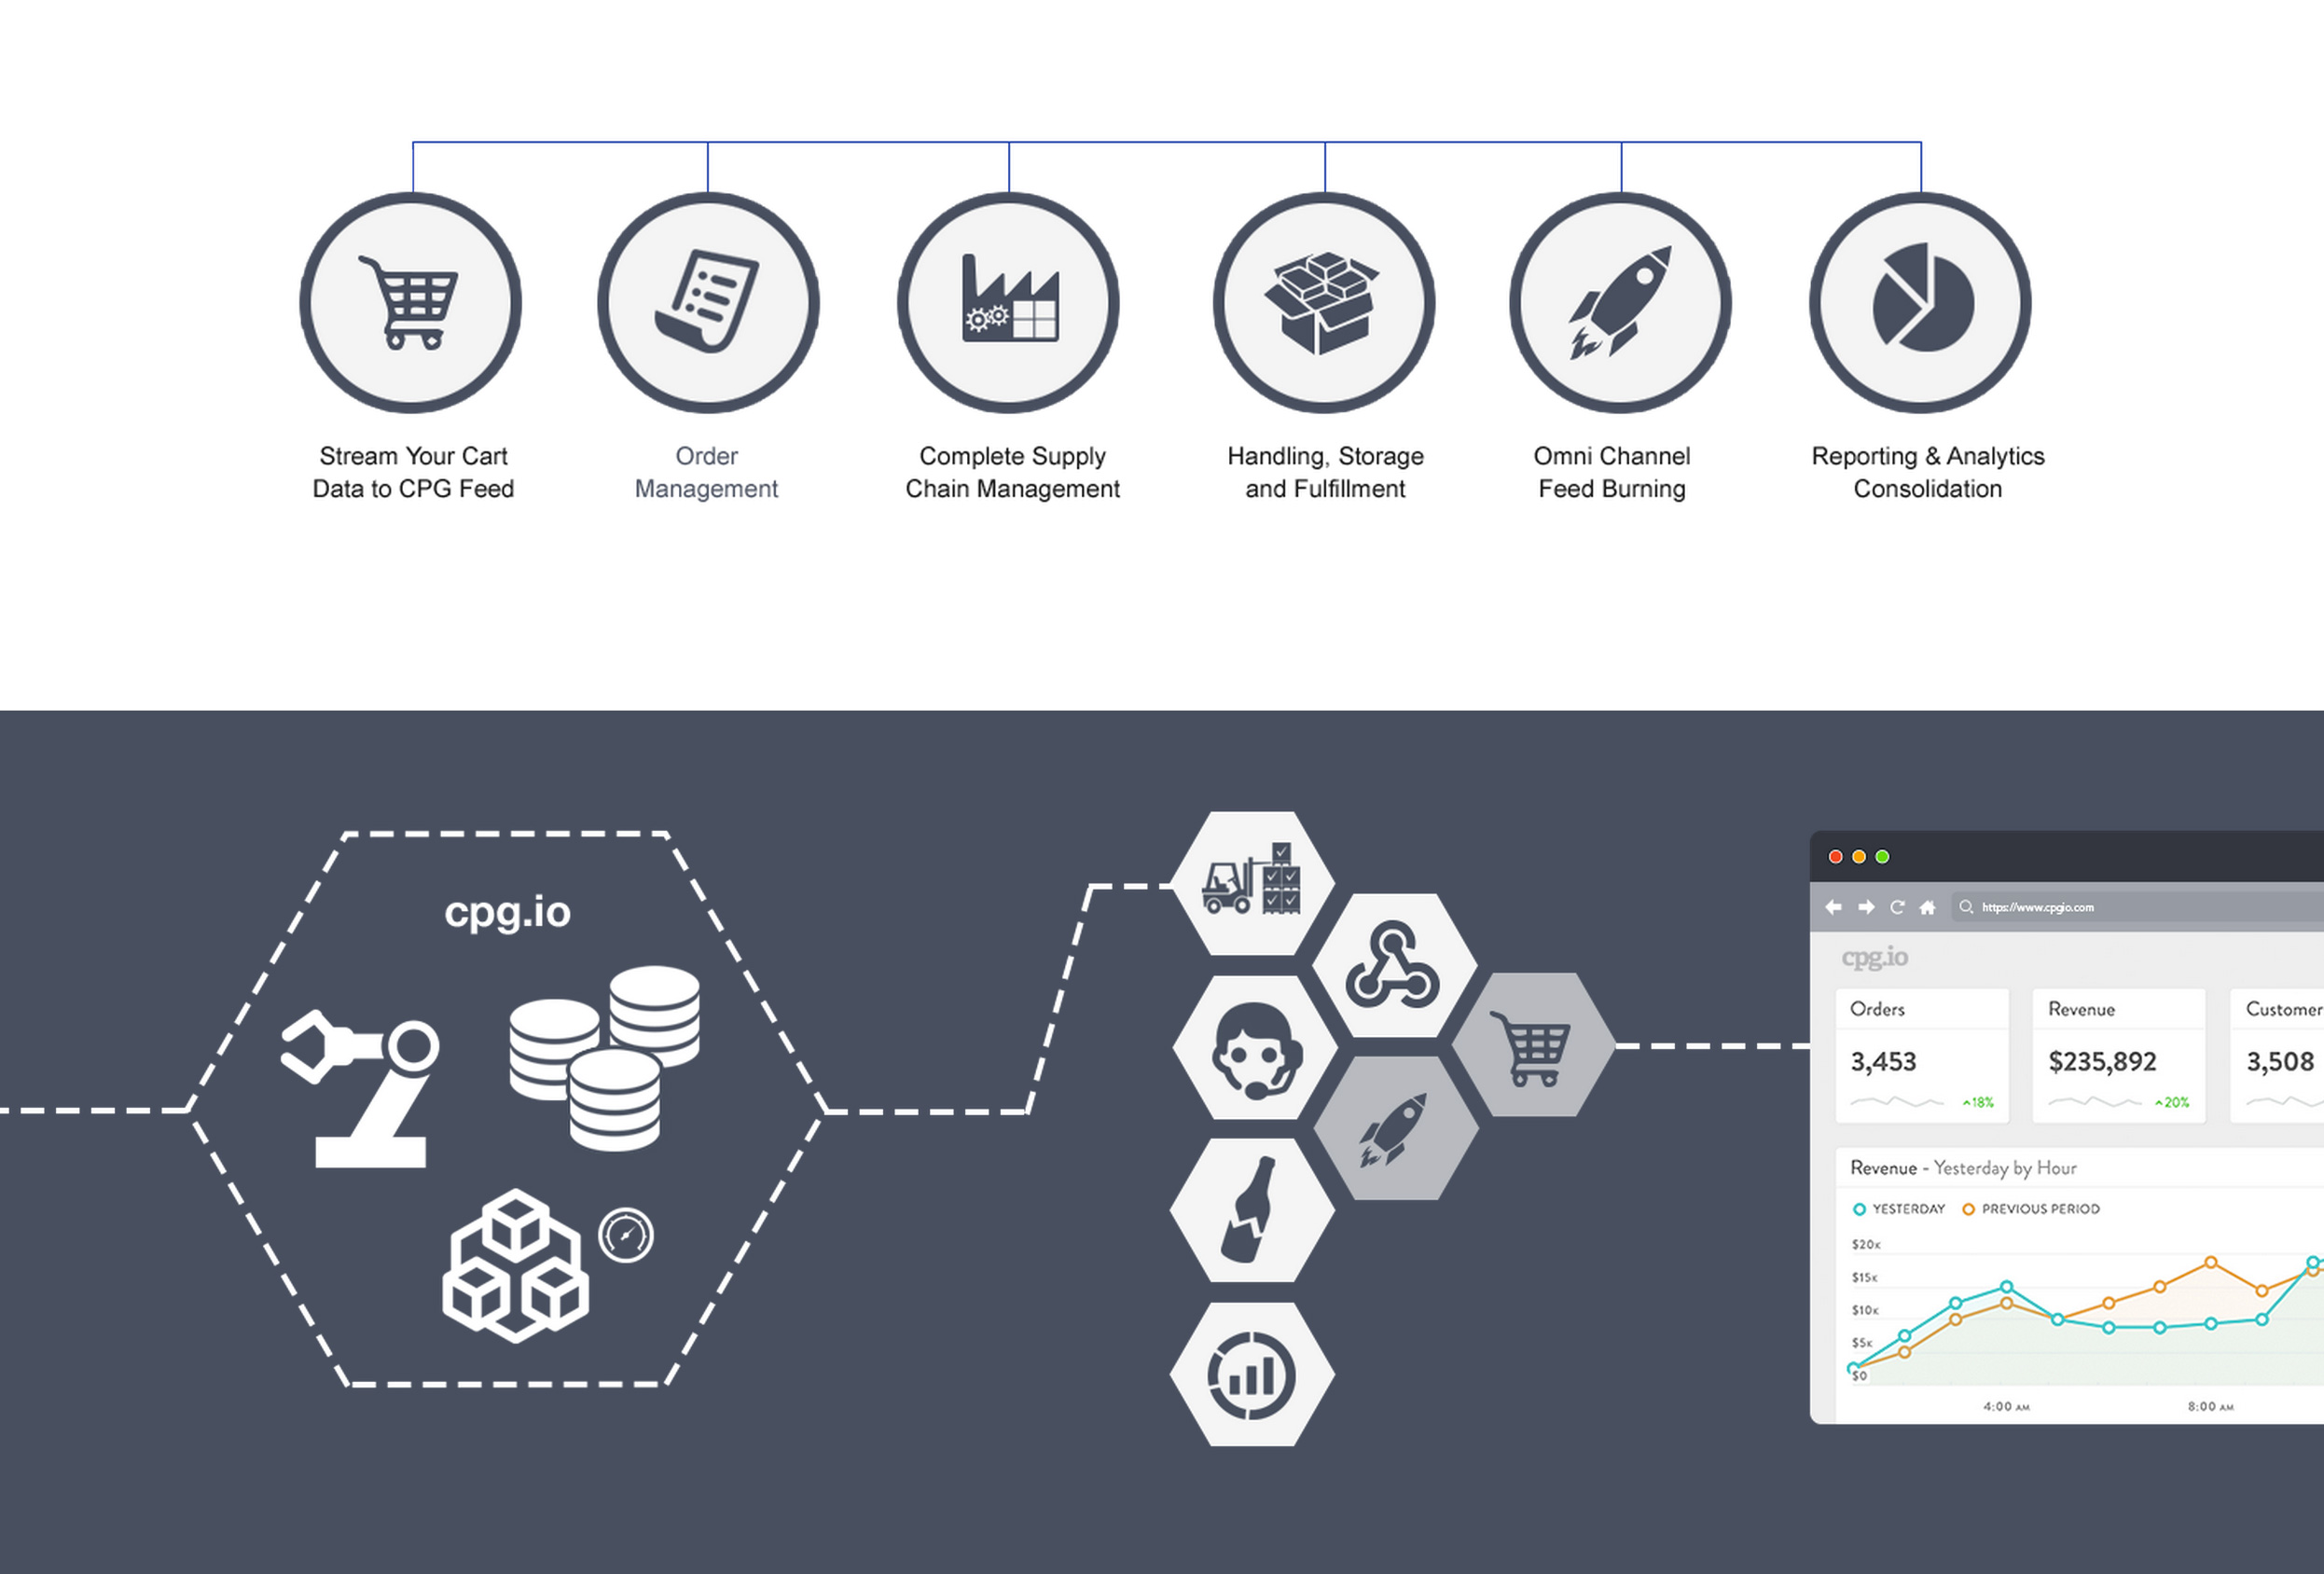 Stream Your Cart
Data to CPG Feed
Order
Management
Complete Supply
Chain Management
Handling, Storage
and Fulfillment
Omni Channel
Feed Burning
Reporting & Analytics
Consolidation
cpg.io
https://www.cpgio.com
cpg.io
Orders
3,453
18%
Revenue
$235,892
20%
Customer
3,508
Revenue - Yesterday by Hour
YESTERDAY
PREVIOUS PERIOD
$20K
$15K
$10K
$5K
$0
4:00 AM
8:00 AM